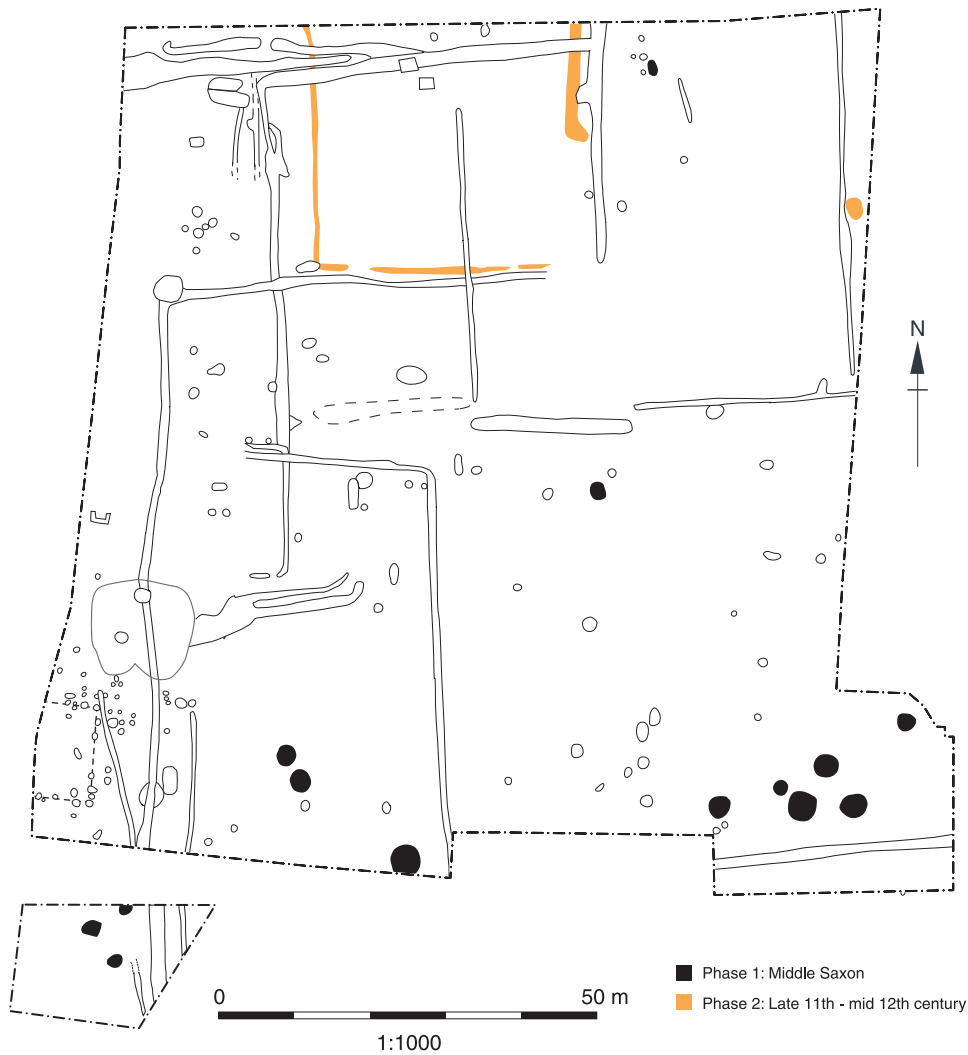 N
Phase 1: Middle Saxon
0 50 m
Phase 2: Late 11th - mid 12th century
1:1000